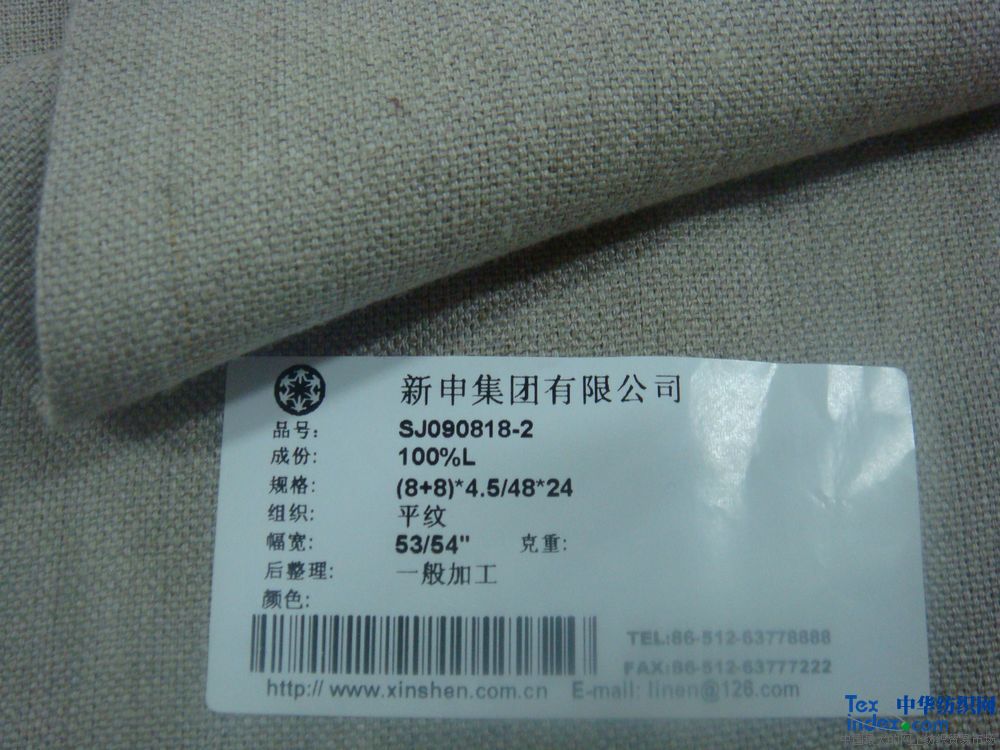 新申集团有限公司
品号: SJ090818-2
成份: 100%L
规格: (8+8)*4.5/48*24
组织: 平纹
幅宽: 53/54" 克重:
后整理: 一般加工
颜色:
TEL:86-512-63778888
FAX:86-512-63777222
http://www.xinshen.com.cn E-mail: linen@126.com
Tex 中华纺织网
index.com